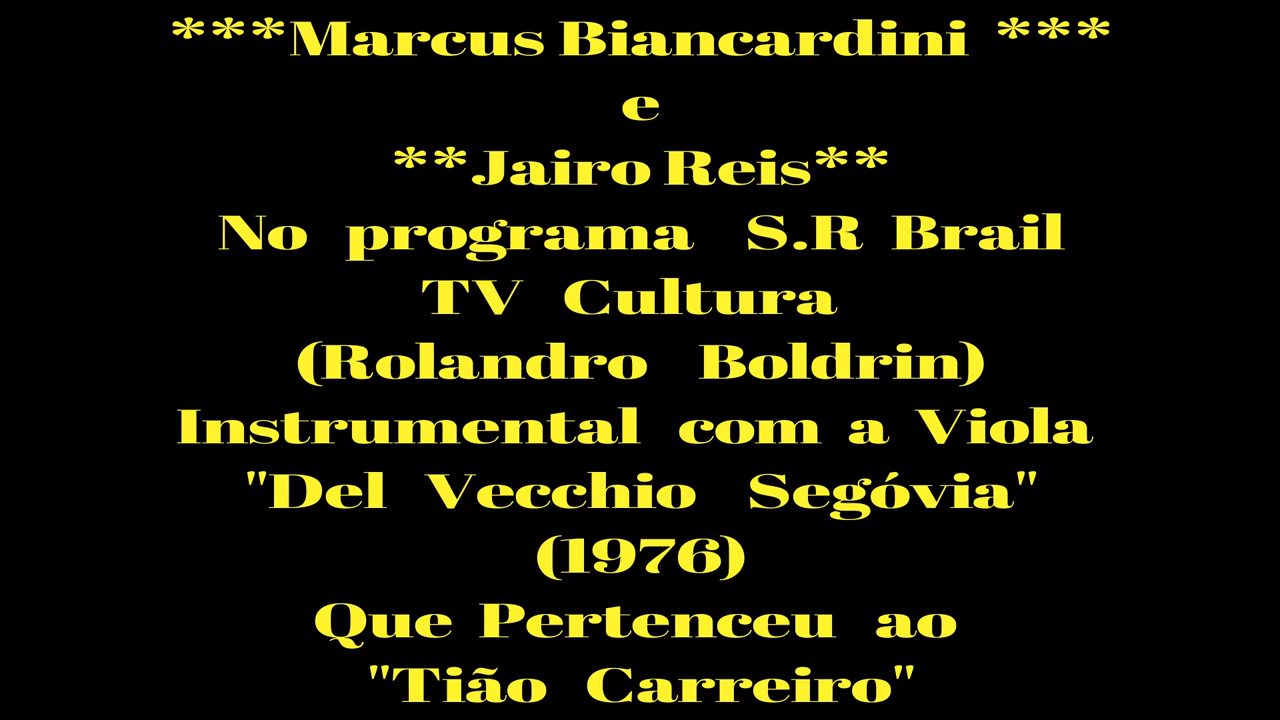 ***Marcus Biancardini ***
e
**Jairo Reis**
No programa S.R Brail
TV Cultura
(Rolandro Boldrin)
Instrumental com a Viola
"Del Vecchio Segóvia"
(1976)
Que Pertenceu ao
"Tião Carreiro"